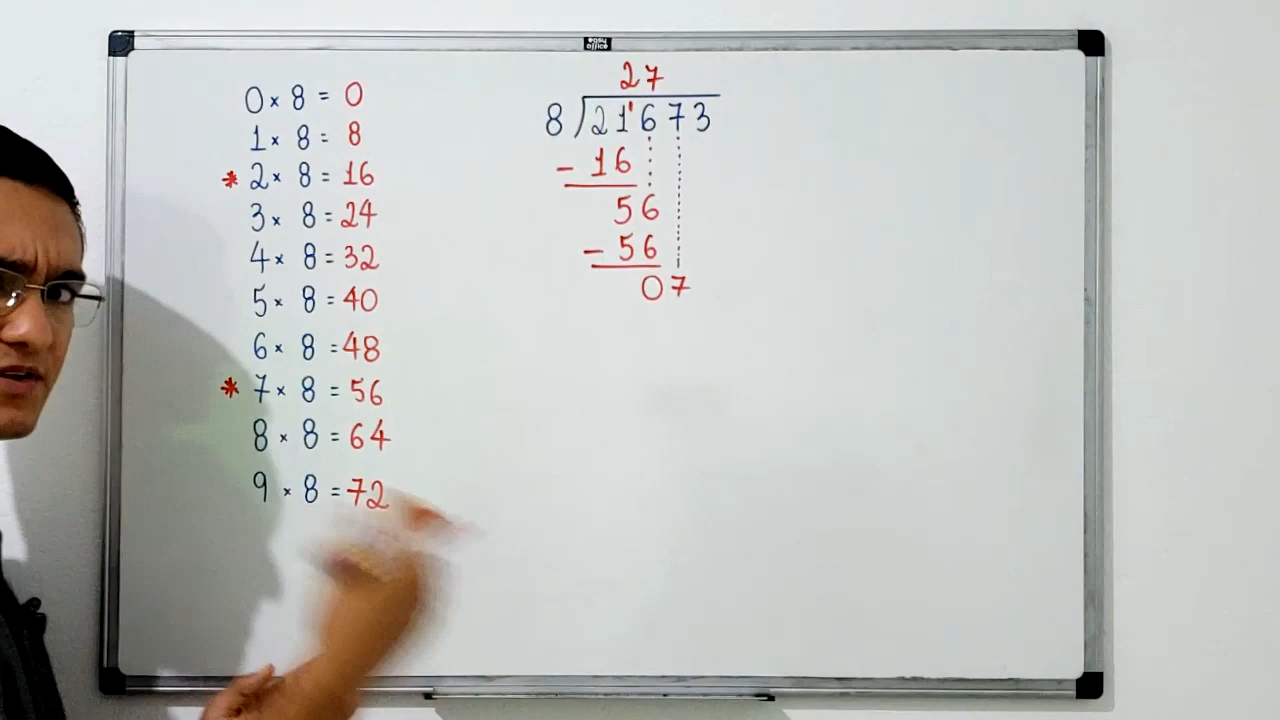 easy office
0 × 8 = 0
1 × 8 = 8
* 2 × 8 = 16
3 × 8 = 24
4 × 8 = 32
5 × 8 = 40
6 × 8 = 48
* 7 × 8 = 56
8 × 8 = 64
9 × 8 = 72
27
8)21'673
- 16
56
- 56
07